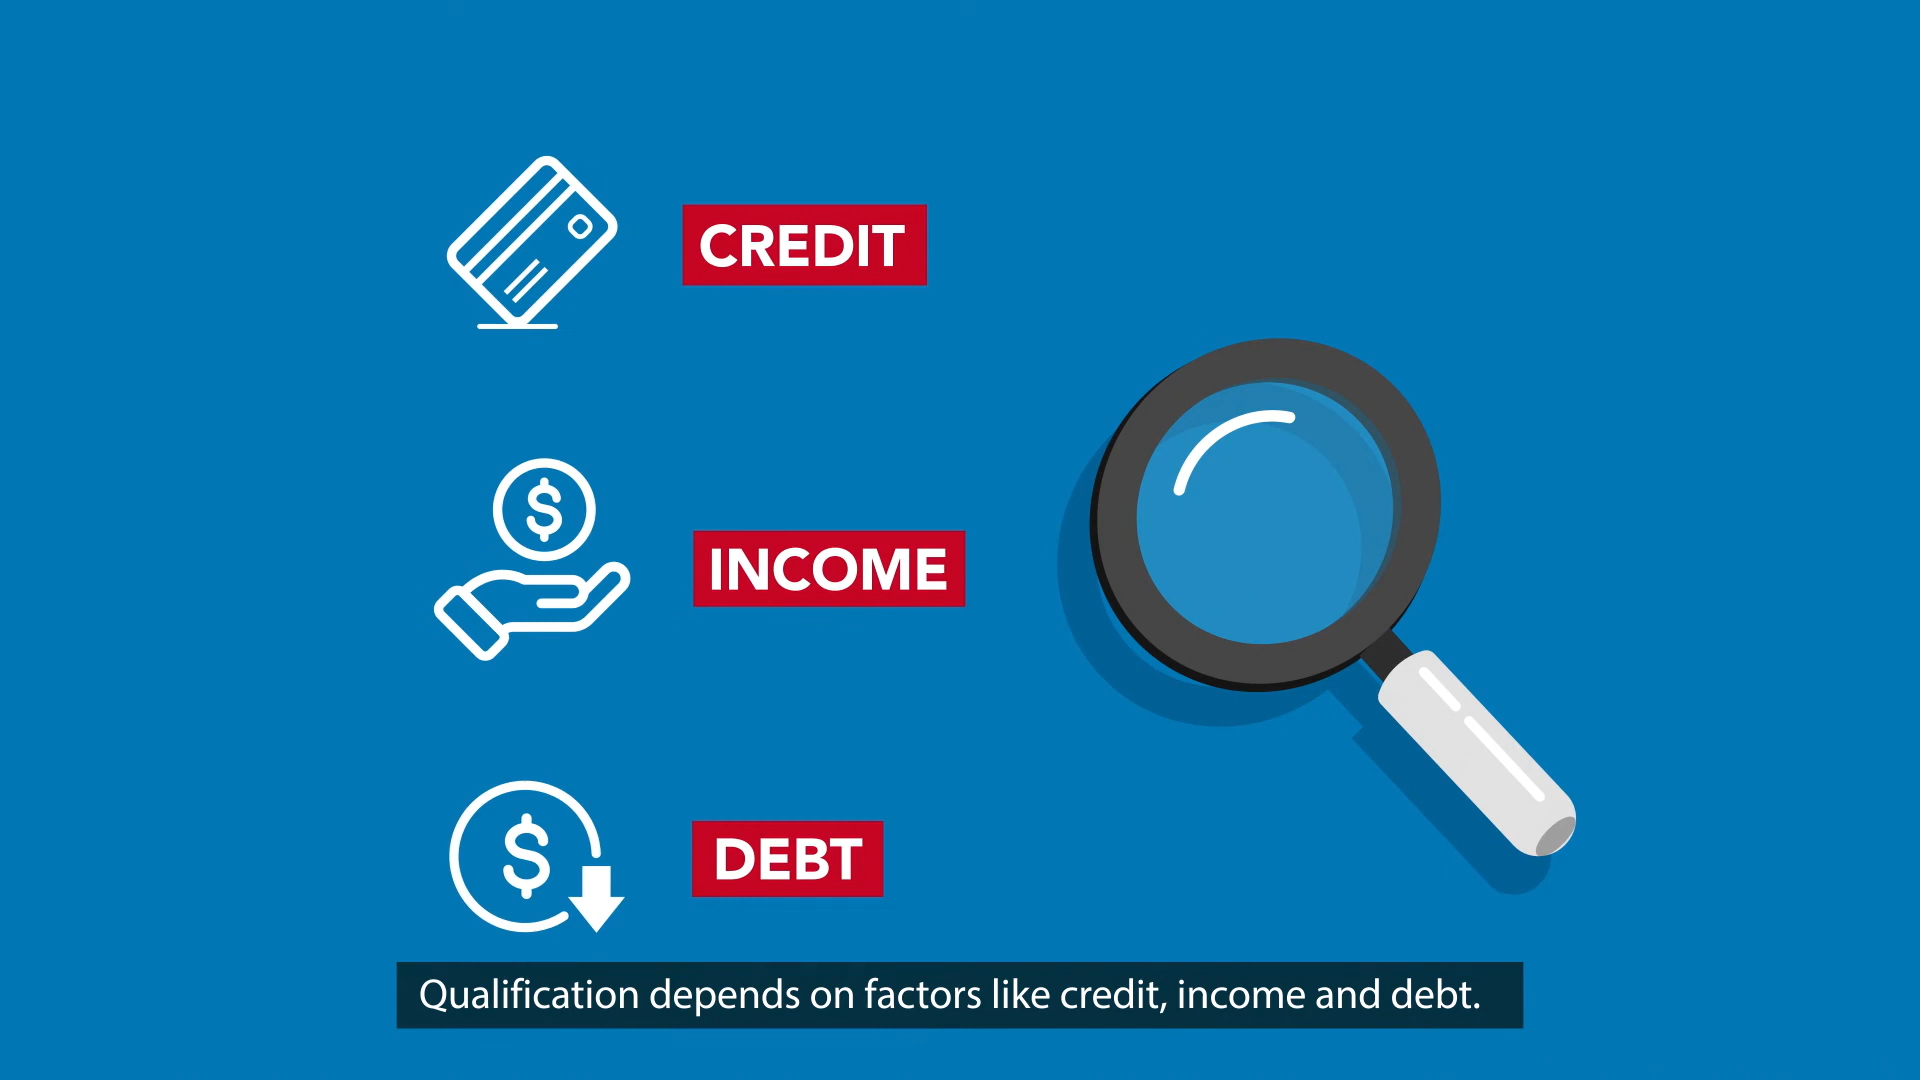 CREDIT
INCOME
DEBT
Qualification depends on factors like credit, income and debt.